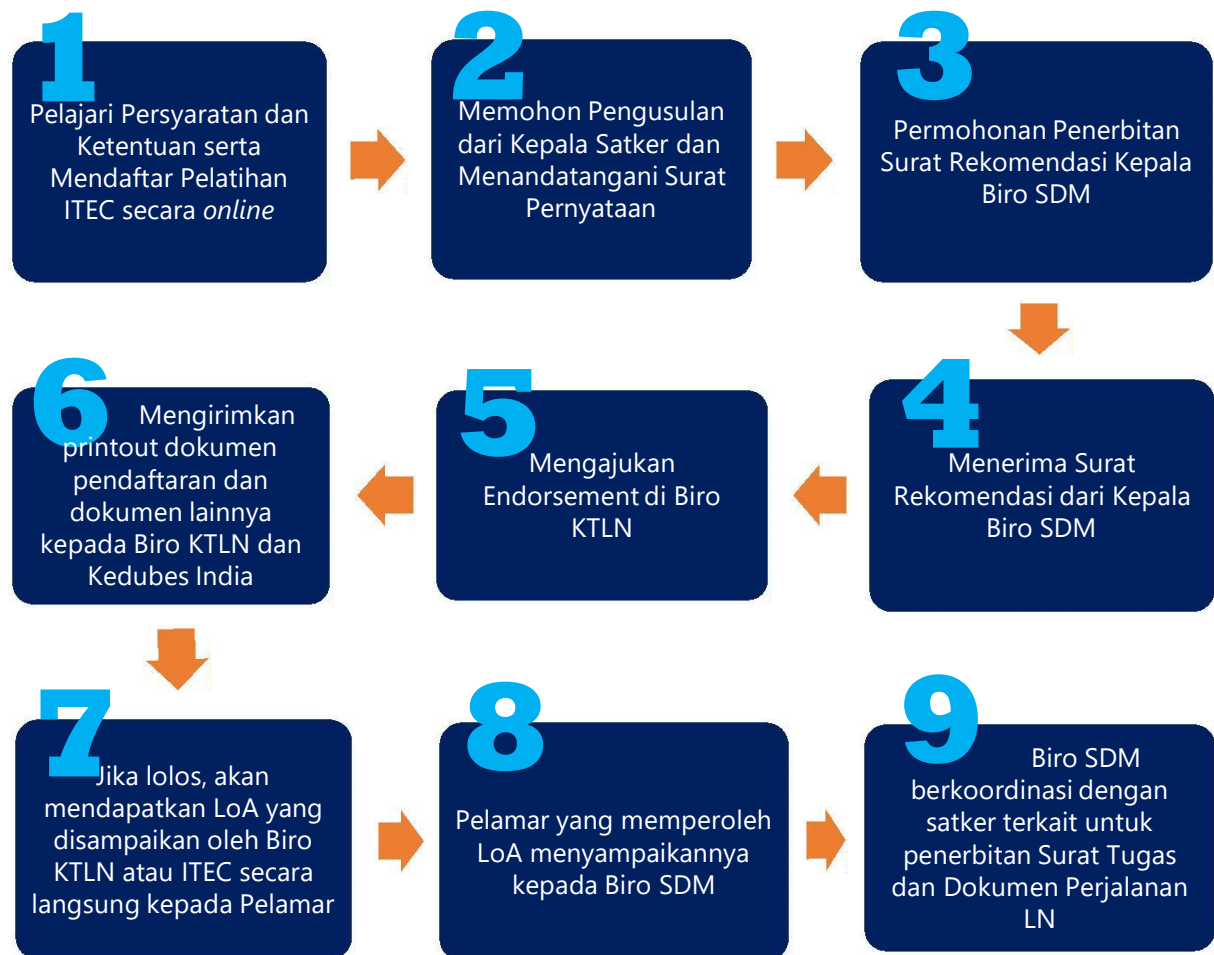 1
Pelajari Persyaratan dan
Ketentuan serta
Mendaftar Pelatihan
ITEC secara online
2
Memohon Pengusulan
dari Kepala Satker dan
Menandatangani Surat
Pernyataan
3
Permohonan Penerbitan
Surat Rekomendasi Kepala
Biro SDM
4
Menerima Surat
Rekomendasi dari Kepala
Biro SDM
5
Mengajukan
Endorsement di Biro
KTLN
6
Mengirimkan
printout dokumen
pendaftaran dan
dokumen lainnya
kepada Biro KTLN dan
Kedubes India
7
Jika lolos, akan
mendapatkan LoA yang
disampaikan oleh Biro
KTLN atau ITEC secara
langsung kepada Pelamar
8
Pelamar yang memperoleh
LoA menyampaikannya
kepada Biro SDM
9
Biro SDM
berkoordinasi dengan
satker terkait untuk
penerbitan Surat Tugas
dan Dokumen Perjalanan
LN